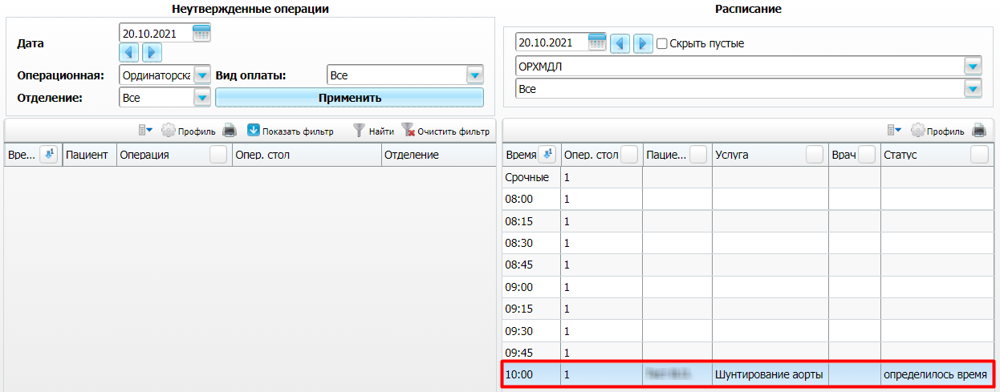 Неутвержденные операции
Дата
20.10.2021
Операционная: Ординаторска Вид оплаты: Все
Отделение: Все Применить
Профиль Показать фильтр Найти Очистить фильтр
Вре... 1 Пациент Операция Опер. стол Отделение
Расписание
20.10.2021 Скрыть пустые
ОРХМДЛ
Все
Профиль
Время 1 Опер. стол Пацие... Услуга Врач Статус
Срочные 1
08:00 1
08:15 1
08:30 1
08:45 1
09:00 1
09:15 1
09:30 1
09:45 1
10:00 1 Шунтирование аорты определилось время